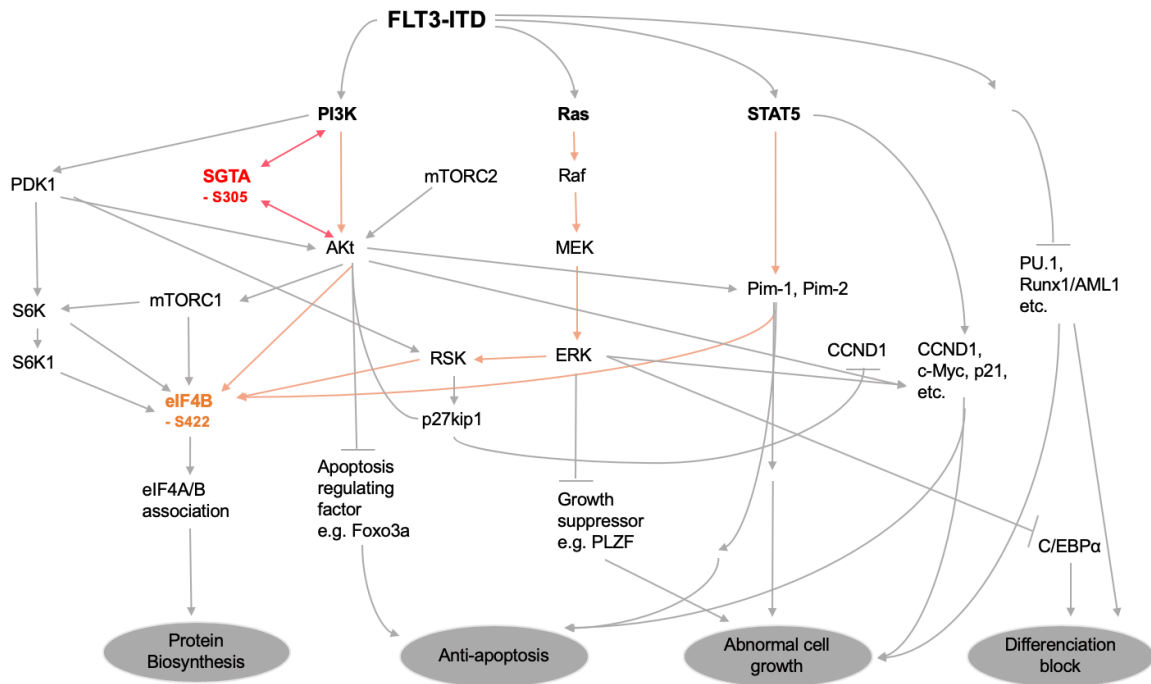 FLT3-ITD
PI3K
Ras
STAT5
SGTA
- S305
PDK1
mTORC2
Raf
AKt
MEK
PU.1,
Runx1/AML1
etc.
Pim-1, Pim-2
S6K
mTORC1
S6K1
RSK
ERK
CCND1
CCND1,
c-Myc, p21,
etc.
eIF4B
- S422
p27kip1
eIF4A/B
association
Apoptosis
regulating
factor
e.g. Foxo3a
Growth
suppressor
e.g. PLZF
C/EBPα
Protein
Biosynthesis
Anti-apoptosis
Abnormal cell
growth
Differenciation
block